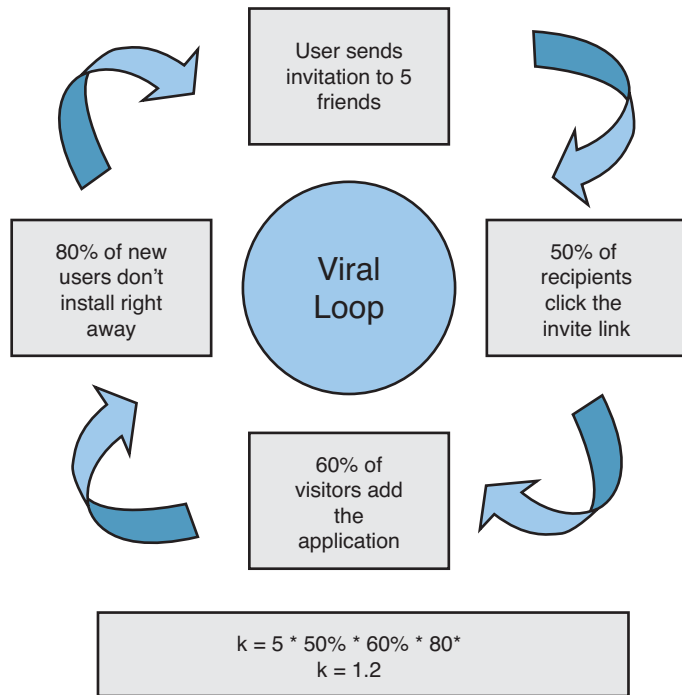 User sends
invitation to 5
friends
50% of
recipients
click the
invite link
60% of
visitors add
the
application
80% of new
users don't
install right
away
Viral
Loop
k = 5 * 50% * 60% * 80*
k = 1.2